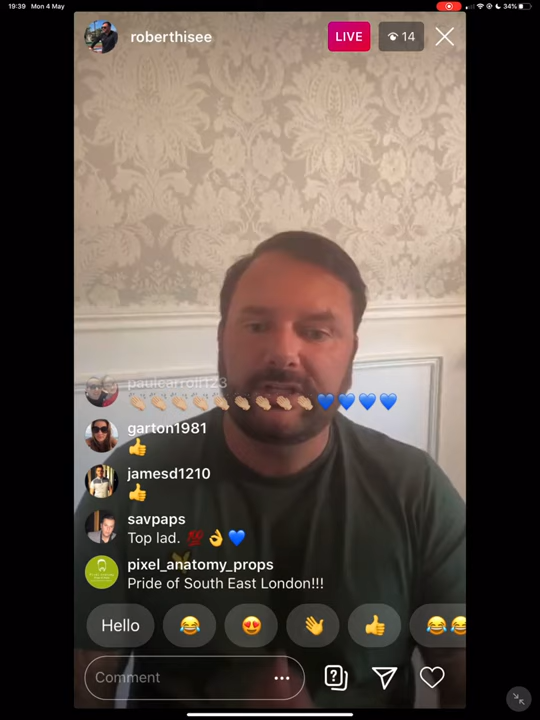 19:39 Mon 4 May
34%
roberthisee
LIVE
14
paulcarroll123
👏🏻👏🏻👏🏻👏🏻👏🏻👏🏻👏🏻👏🏻👏🏻💙💙💙💙
garton1981
👍
jamesd1210
👍
savpaps
Top lad. 💯👌💙
pixel_anatomy_props
Pride of South East London!!!
Hello 😂 😍 👋 👍 😂😂
Comment